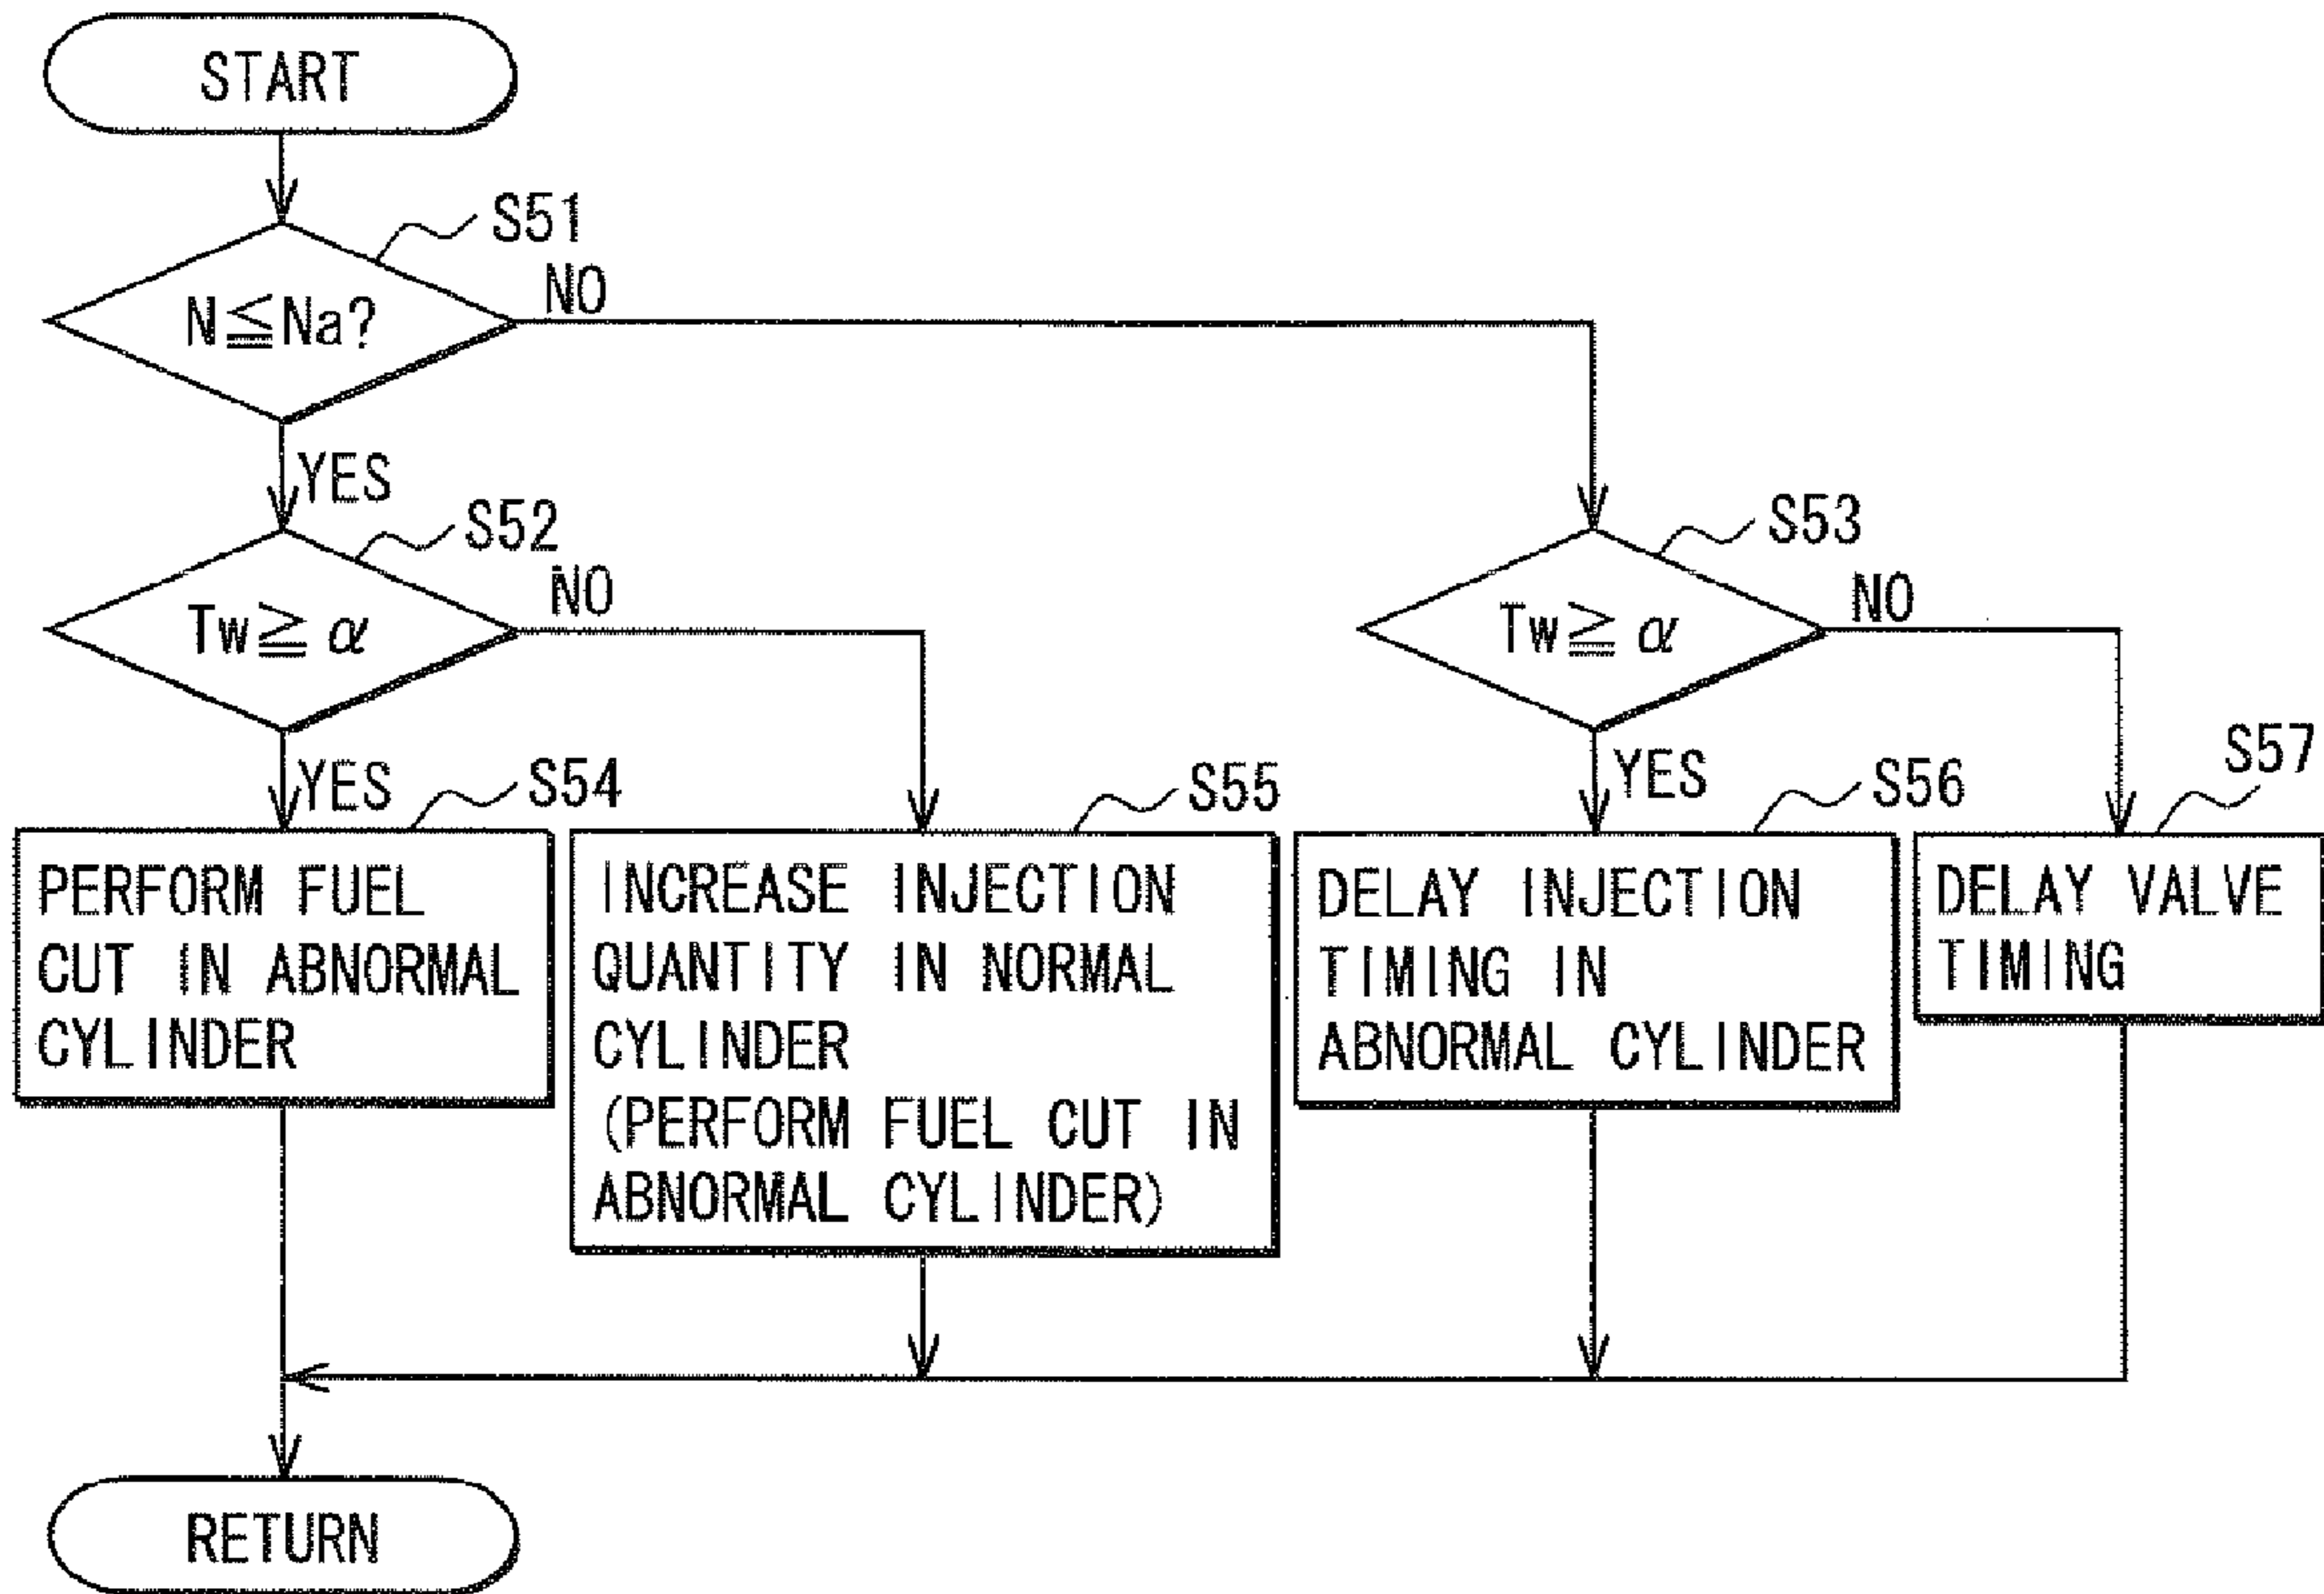 START
S51
N≦Na?
NO
YES
S52
Tw≧α
NO
S53
Tw≧α
NO
YES
S54
S55
YES
S56
S57
PERFORM FUEL
CUT IN ABNORMAL
CYLINDER
INCREASE INJECTION
QUANTITY IN NORMAL
CYLINDER
(PERFORM FUEL CUT IN
ABNORMAL CYLINDER)
DELAY INJECTION
TIMING IN
ABNORMAL CYLINDER
DELAY VALVE
TIMING
RETURN